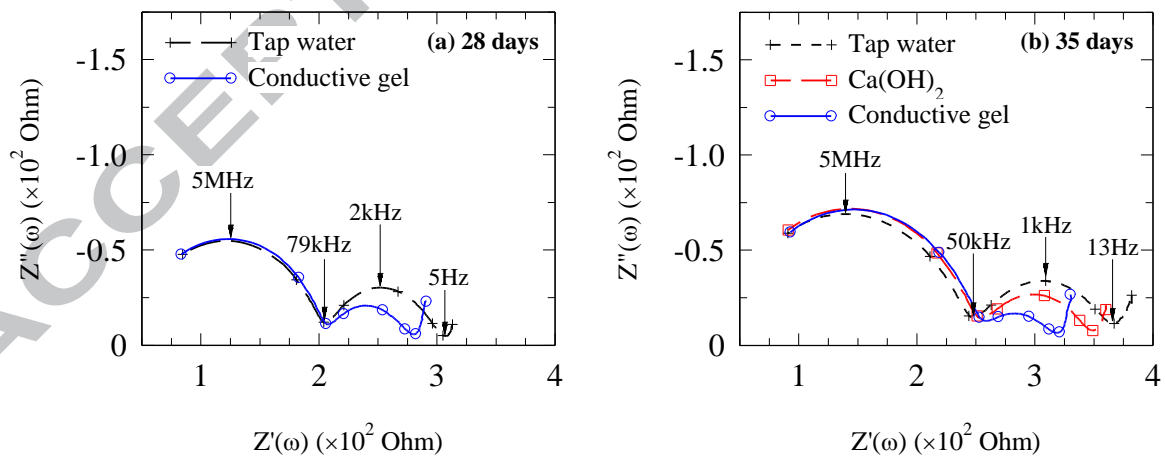 ACCEPT
Tap water
Conductive gel
(a) 28 days
-1.5
-1.0
-0.5
0
Z''(ω) (×10² Ohm)
5MHz
79kHz
2kHz
5Hz
1
2
3
4
Z'(ω) (×10² Ohm)
Tap water
Ca(OH)₂
Conductive gel
(b) 35 days
-1.5
-1.0
-0.5
0
Z''(ω) (×10² Ohm)
5MHz
50kHz
1kHz
13Hz
1
2
3
4
Z'(ω) (×10² Ohm)